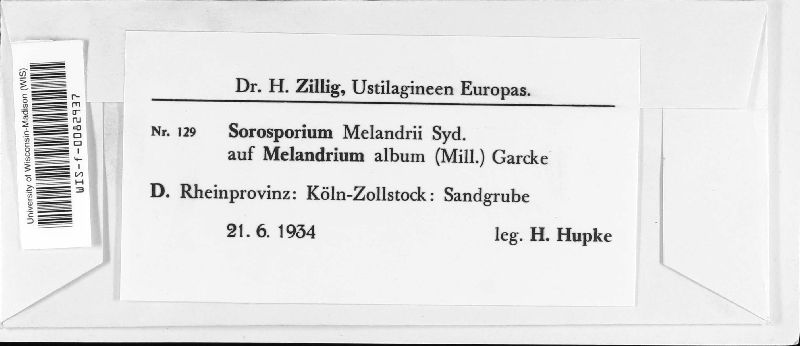 Dr. H. Zillig, Ustilagineen Europas.
Nr. 129 Sorosporium Melandrii Syd.
auf Melandrium album (Mill.) Garcke
D. Rheinprovinz: Köln-Zollstock: Sandgrube
21. 6. 1934 leg. H. Hupke
University of Wisconsin-Madison (WIS)
WIS-f-0082937